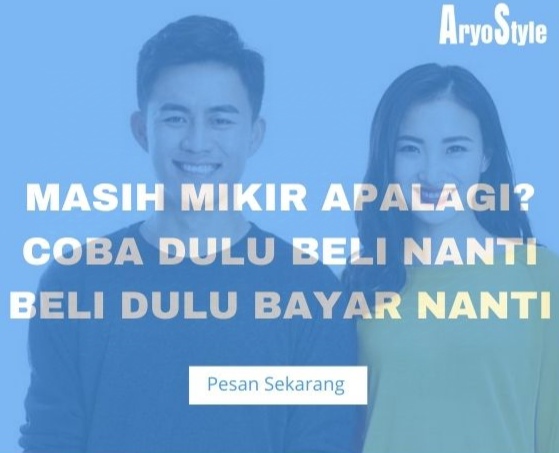 AryoStyle
MASIH MIKIR APALAGI?
COBA DULU BELI NANTI
BELI DULU BAYAR NANTI
Pesan Sekarang